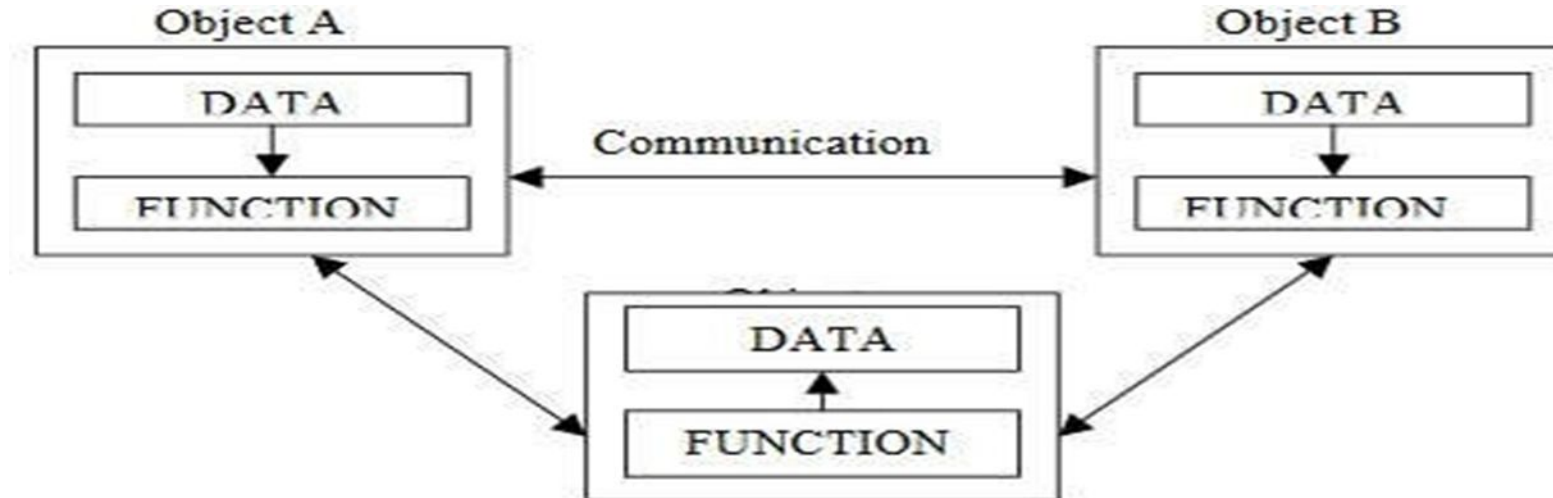 Object A
Object B
DATA
DATA
Communication
FUNCTION
FUNCTION
DATA
FUNCTION